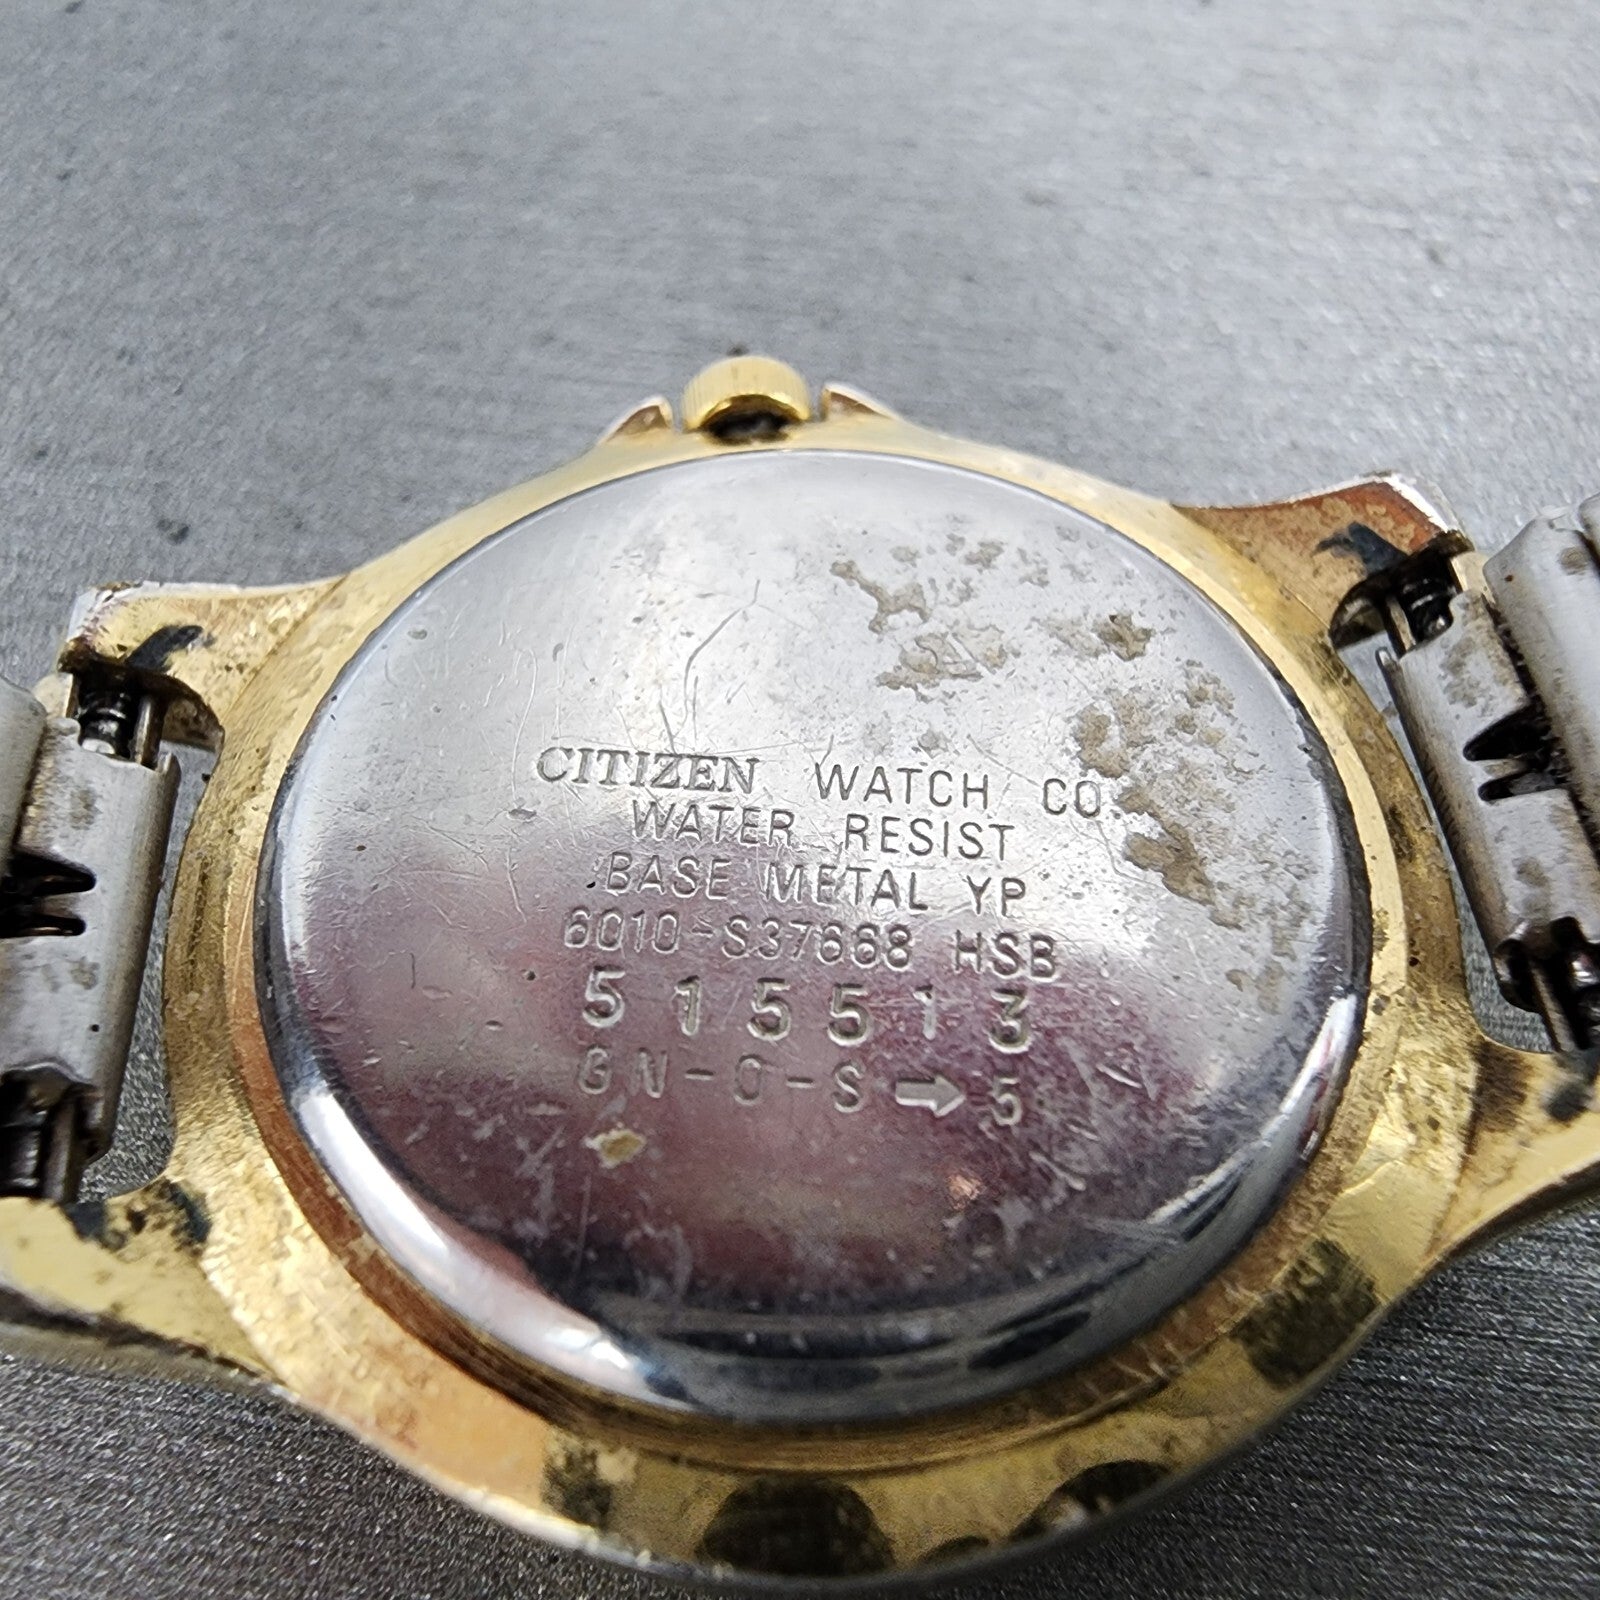 CITIZEN WATCH CO.
WATER RESIST
BASE METAL YP
6010-S37668 HSB
515513
GN-0-S → 5